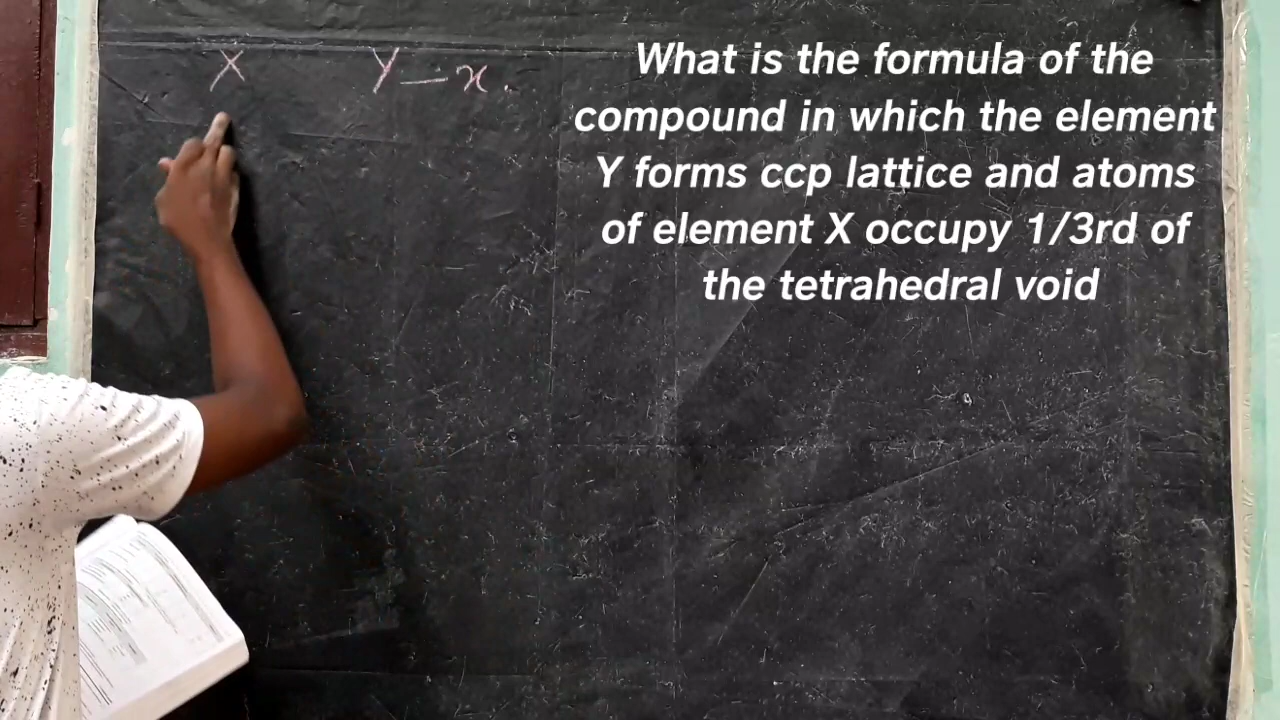 X Y - x.
What is the formula of the
compound in which the element
Y forms ccp lattice and atoms
of element X occupy 1/3rd of
the tetrahedral void